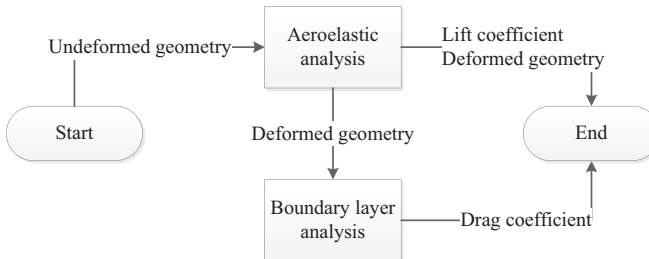 Undeformed geometry
Aeroelastic
analysis
Lift coefficient
Deformed geometry
Start
Deformed geometry
End
Boundary layer
analysis
Drag coefficient